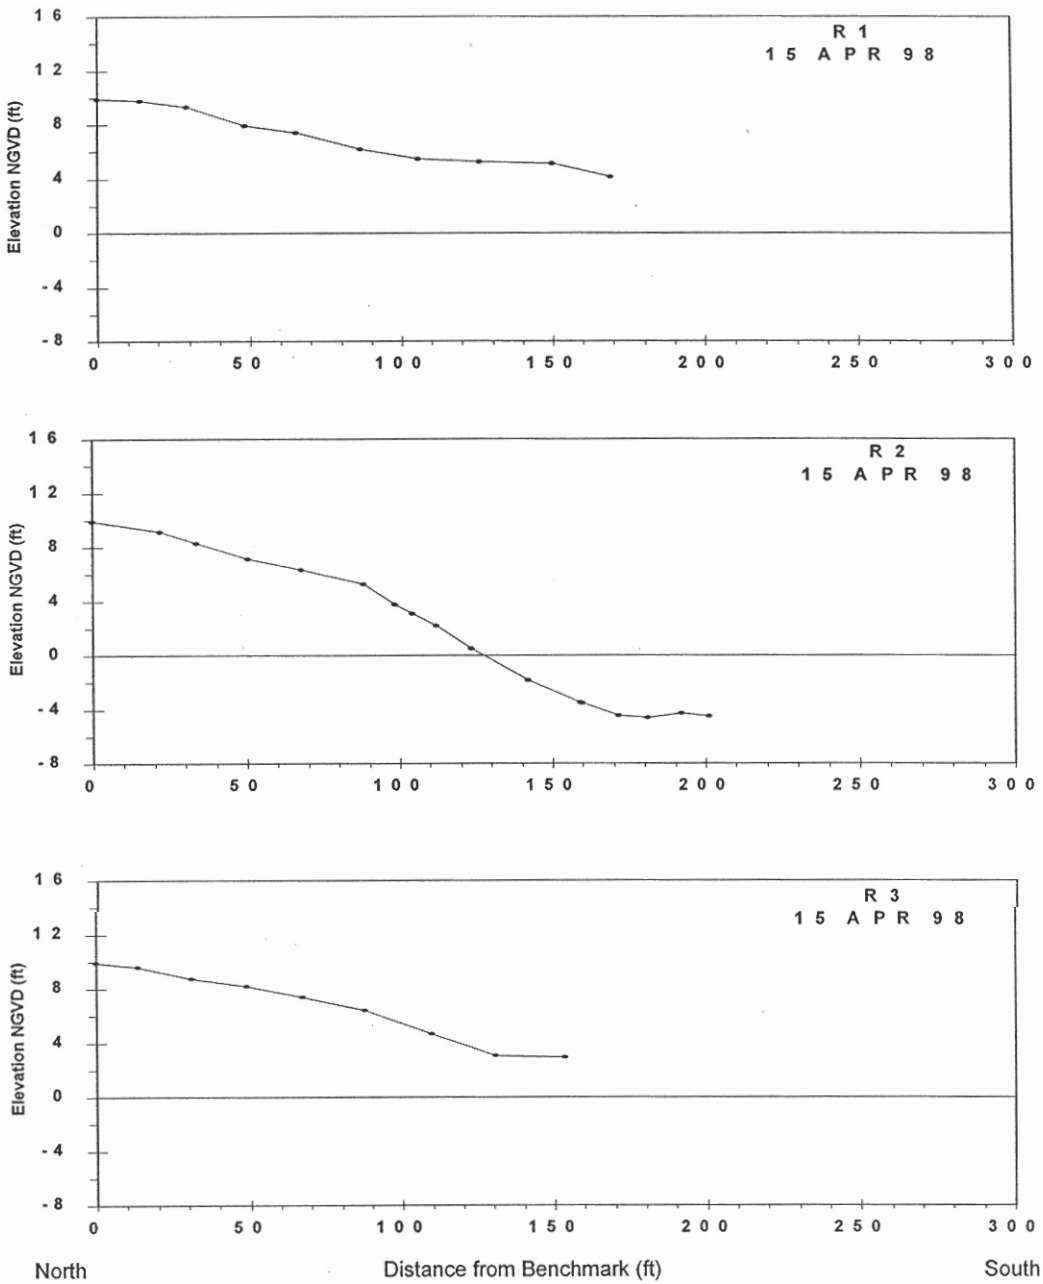 16
R 1
15 APR 98
12
8
4
0
-4
-8
Elevation NGVD (ft)
0 50 100 150 200 250 300
16
R 2
15 APR 98
12
8
4
0
-4
-8
Elevation NGVD (ft)
0 50 100 150 200 250 300
16
R 3
15 APR 98
12
8
4
0
-4
-8
Elevation NGVD (ft)
0 50 100 150 200 250 300
North Distance from Benchmark (ft) South